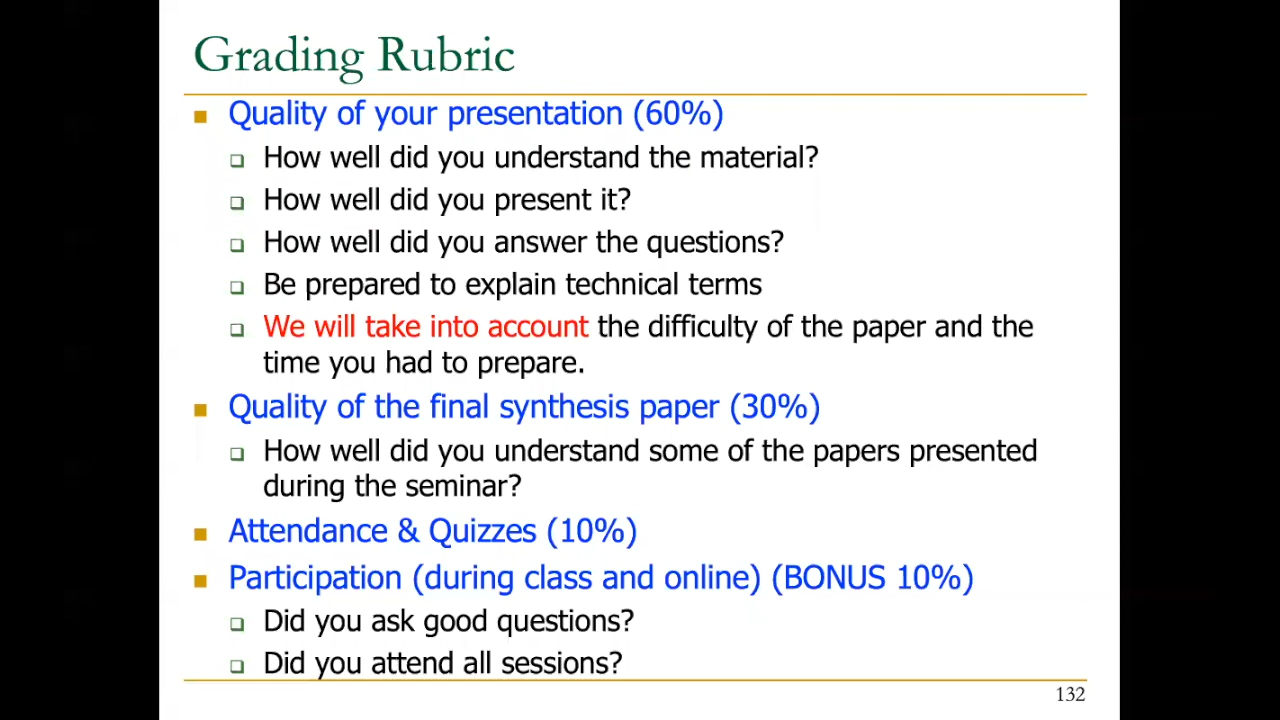 Grading Rubric
Quality of your presentation (60%)
How well did you understand the material?
How well did you present it?
How well did you answer the questions?
Be prepared to explain technical terms
We will take into account the difficulty of the paper and the
time you had to prepare.
Quality of the final synthesis paper (30%)
How well did you understand some of the papers presented
during the seminar?
Attendance & Quizzes (10%)
Participation (during class and online) (BONUS 10%)
Did you ask good questions?
Did you attend all sessions?
132